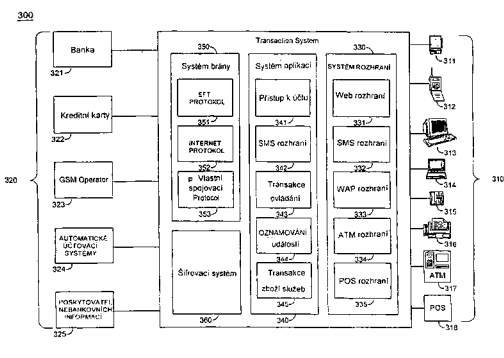 300
Transaction System
350
330
Banka
321
Systém brány
Systém aplikací
SYSTÉM ROZHRANÍ
311
EFT
PROTOKOL
351
Přístup k účtu
341
Web rozhraní
331
312
Kreditní karty
322
INTERNET
PROTOKOL
352
SMS rozhraní
342
SMS rozhraní
332
313
320
GSM Operator
323
p Vlastní
spojovací
Protocol
353
Transakce
ovládání
343
WAP rozhraní
333
314
310
315
AUTOMATICKÉ
ÚČTOVACÍ
SYSTÉMY
324
Šifrovací systém
360
OZNAMOVÁNÍ
událostí
344
ATM rozhraní
334
316
ATM
317
POSKYTOVATEL
NEBANKOVNÍCH
INFORMACÍ
325
Transakce
zboží služeb
345
340
POS rozhraní
335
POS
318